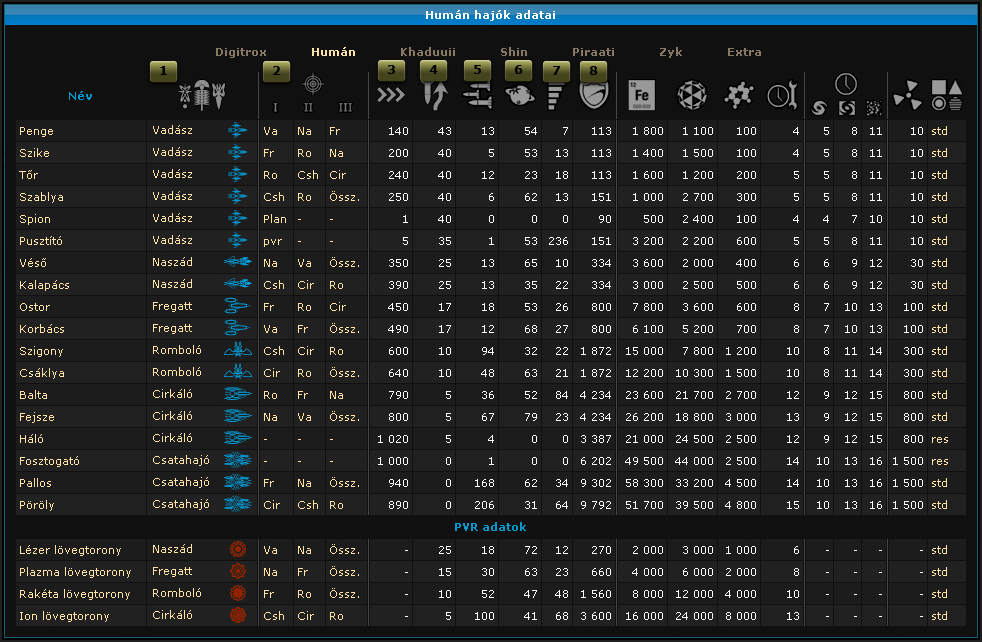 Humán hajók adatai
Digitrox Humán Khaduuii Shin Piraati Zyk Extra
1 2 3 4 5 6 7 8
Név I II III Fe
Penge Vadász Va Na Fr 140 43 13 54 7 113 1 800 1 100 100 4 5 8 11 10 std
Szike Vadász Fr Ro Na 200 40 5 53 13 113 1 400 1 500 100 4 5 8 11 10 std
Tőr Vadász Ro Csh Cir 240 40 12 23 18 113 1 600 1 200 200 5 5 8 11 10 std
Szablya Vadász Csh Ro Össz. 250 40 6 62 13 151 1 000 2 700 300 5 5 8 11 10 std
Spion Vadász Plan - - 1 40 0 0 0 90 500 2 400 100 4 4 7 10 10 std
Pusztító Vadász pvr - - 5 35 1 53 236 151 3 200 2 200 600 5 5 8 11 10 std
Véső Naszád Na Va Össz. 350 25 13 65 10 334 3 600 2 000 400 6 6 9 12 30 std
Kalapács Naszád Csh Cir Ro 390 25 13 35 22 334 3 000 2 500 500 6 6 9 12 30 std
Ostor Fregatt Fr Ro Cir 450 17 18 53 26 800 7 800 3 600 600 8 7 10 13 100 std
Korbács Fregatt Va Fr Össz. 490 17 12 68 27 800 6 100 5 200 700 8 7 10 13 100 std
Szigony Romboló Csh Cir Ro 600 10 94 32 22 1 872 15 000 7 800 1 200 10 8 11 14 300 std
Csáklya Romboló Cir Ro Össz. 640 10 48 63 21 1 872 12 200 10 300 1 500 10 8 11 14 300 std
Balta Cirkáló Ro Fr Na 790 5 36 52 84 4 234 23 600 21 700 2 700 12 9 12 15 800 std
Fejsze Cirkáló Na Va Össz. 800 5 67 79 23 4 234 26 200 18 800 3 000 13 9 12 15 800 std
Háló Cirkáló - - - 1 020 5 4 0 0 3 387 21 000 24 500 2 500 12 9 12 15 800 res
Fosztogató Csatahajó - - - 1 000 0 1 0 0 6 202 49 500 44 000 2 500 14 10 13 16 1 500 res
Pallos Csatahajó Fr Na Össz. 940 0 168 62 34 9 302 58 300 33 200 4 500 14 10 13 16 1 500 std
Pöröly Csatahajó Cir Csh Ro 890 0 206 31 64 9 792 51 700 39 500 4 800 15 10 13 16 1 500 std
PVR adatok
Lézer lövegtorony Naszád Va Na Össz. - 25 18 72 12 270 2 000 3 000 1 000 6 - - - - std
Plazma lövegtorony Fregatt Na Fr Össz. - 15 30 63 23 660 4 000 6 000 2 000 8 - - - - std
Rakéta lövegtorony Romboló Fr Ro Össz. - 10 52 47 48 1 560 8 000 12 000 4 000 10 - - - - std
Ion lövegtorony Cirkáló Csh Cir Ro - 5 100 41 68 3 600 16 000 24 000 8 000 13 - - - - std